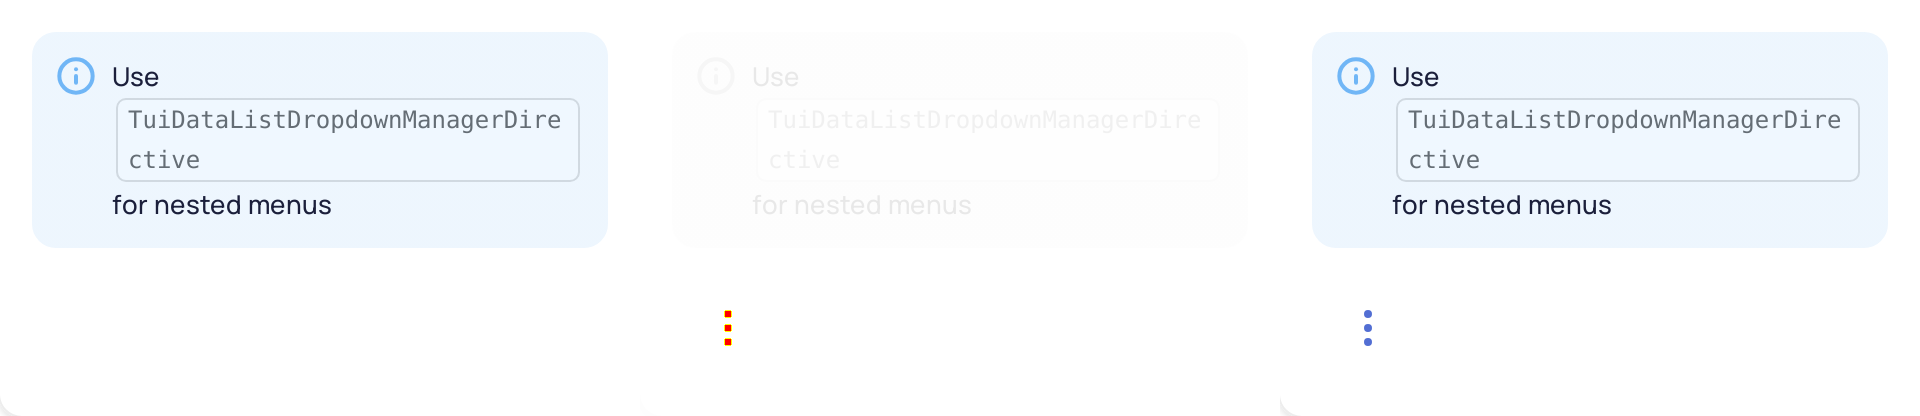 Use
TuiDataListDropdownManagerDire
ctive
for nested menus
Use
TuiDataListDropdownManagerDire
ctive
for nested menus
Use
TuiDataListDropdownManagerDire
ctive
for nested menus